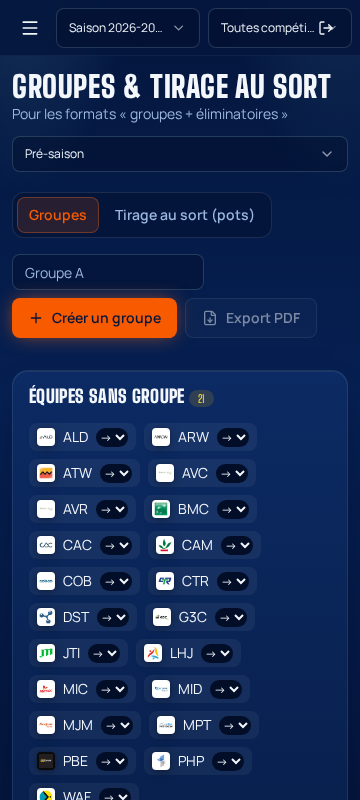 Saison 2026-20… Toutes compéti…
GROUPES & TIRAGE AU SORT
Pour les formats « groupes + éliminatoires »
Pré-saison
Groupes Tirage au sort (pots)
Groupe A
+ Créer un groupe Export PDF
ÉQUIPES SANS GROUPE 21
ALD → ARW →
ATW → AVC →
AVR → BMC →
CAC → CAM →
COB → CTR →
DST → G3C →
JTI → LHJ →
MIC → MID →
MJM → MPT →
PBE → PHP →
WAF